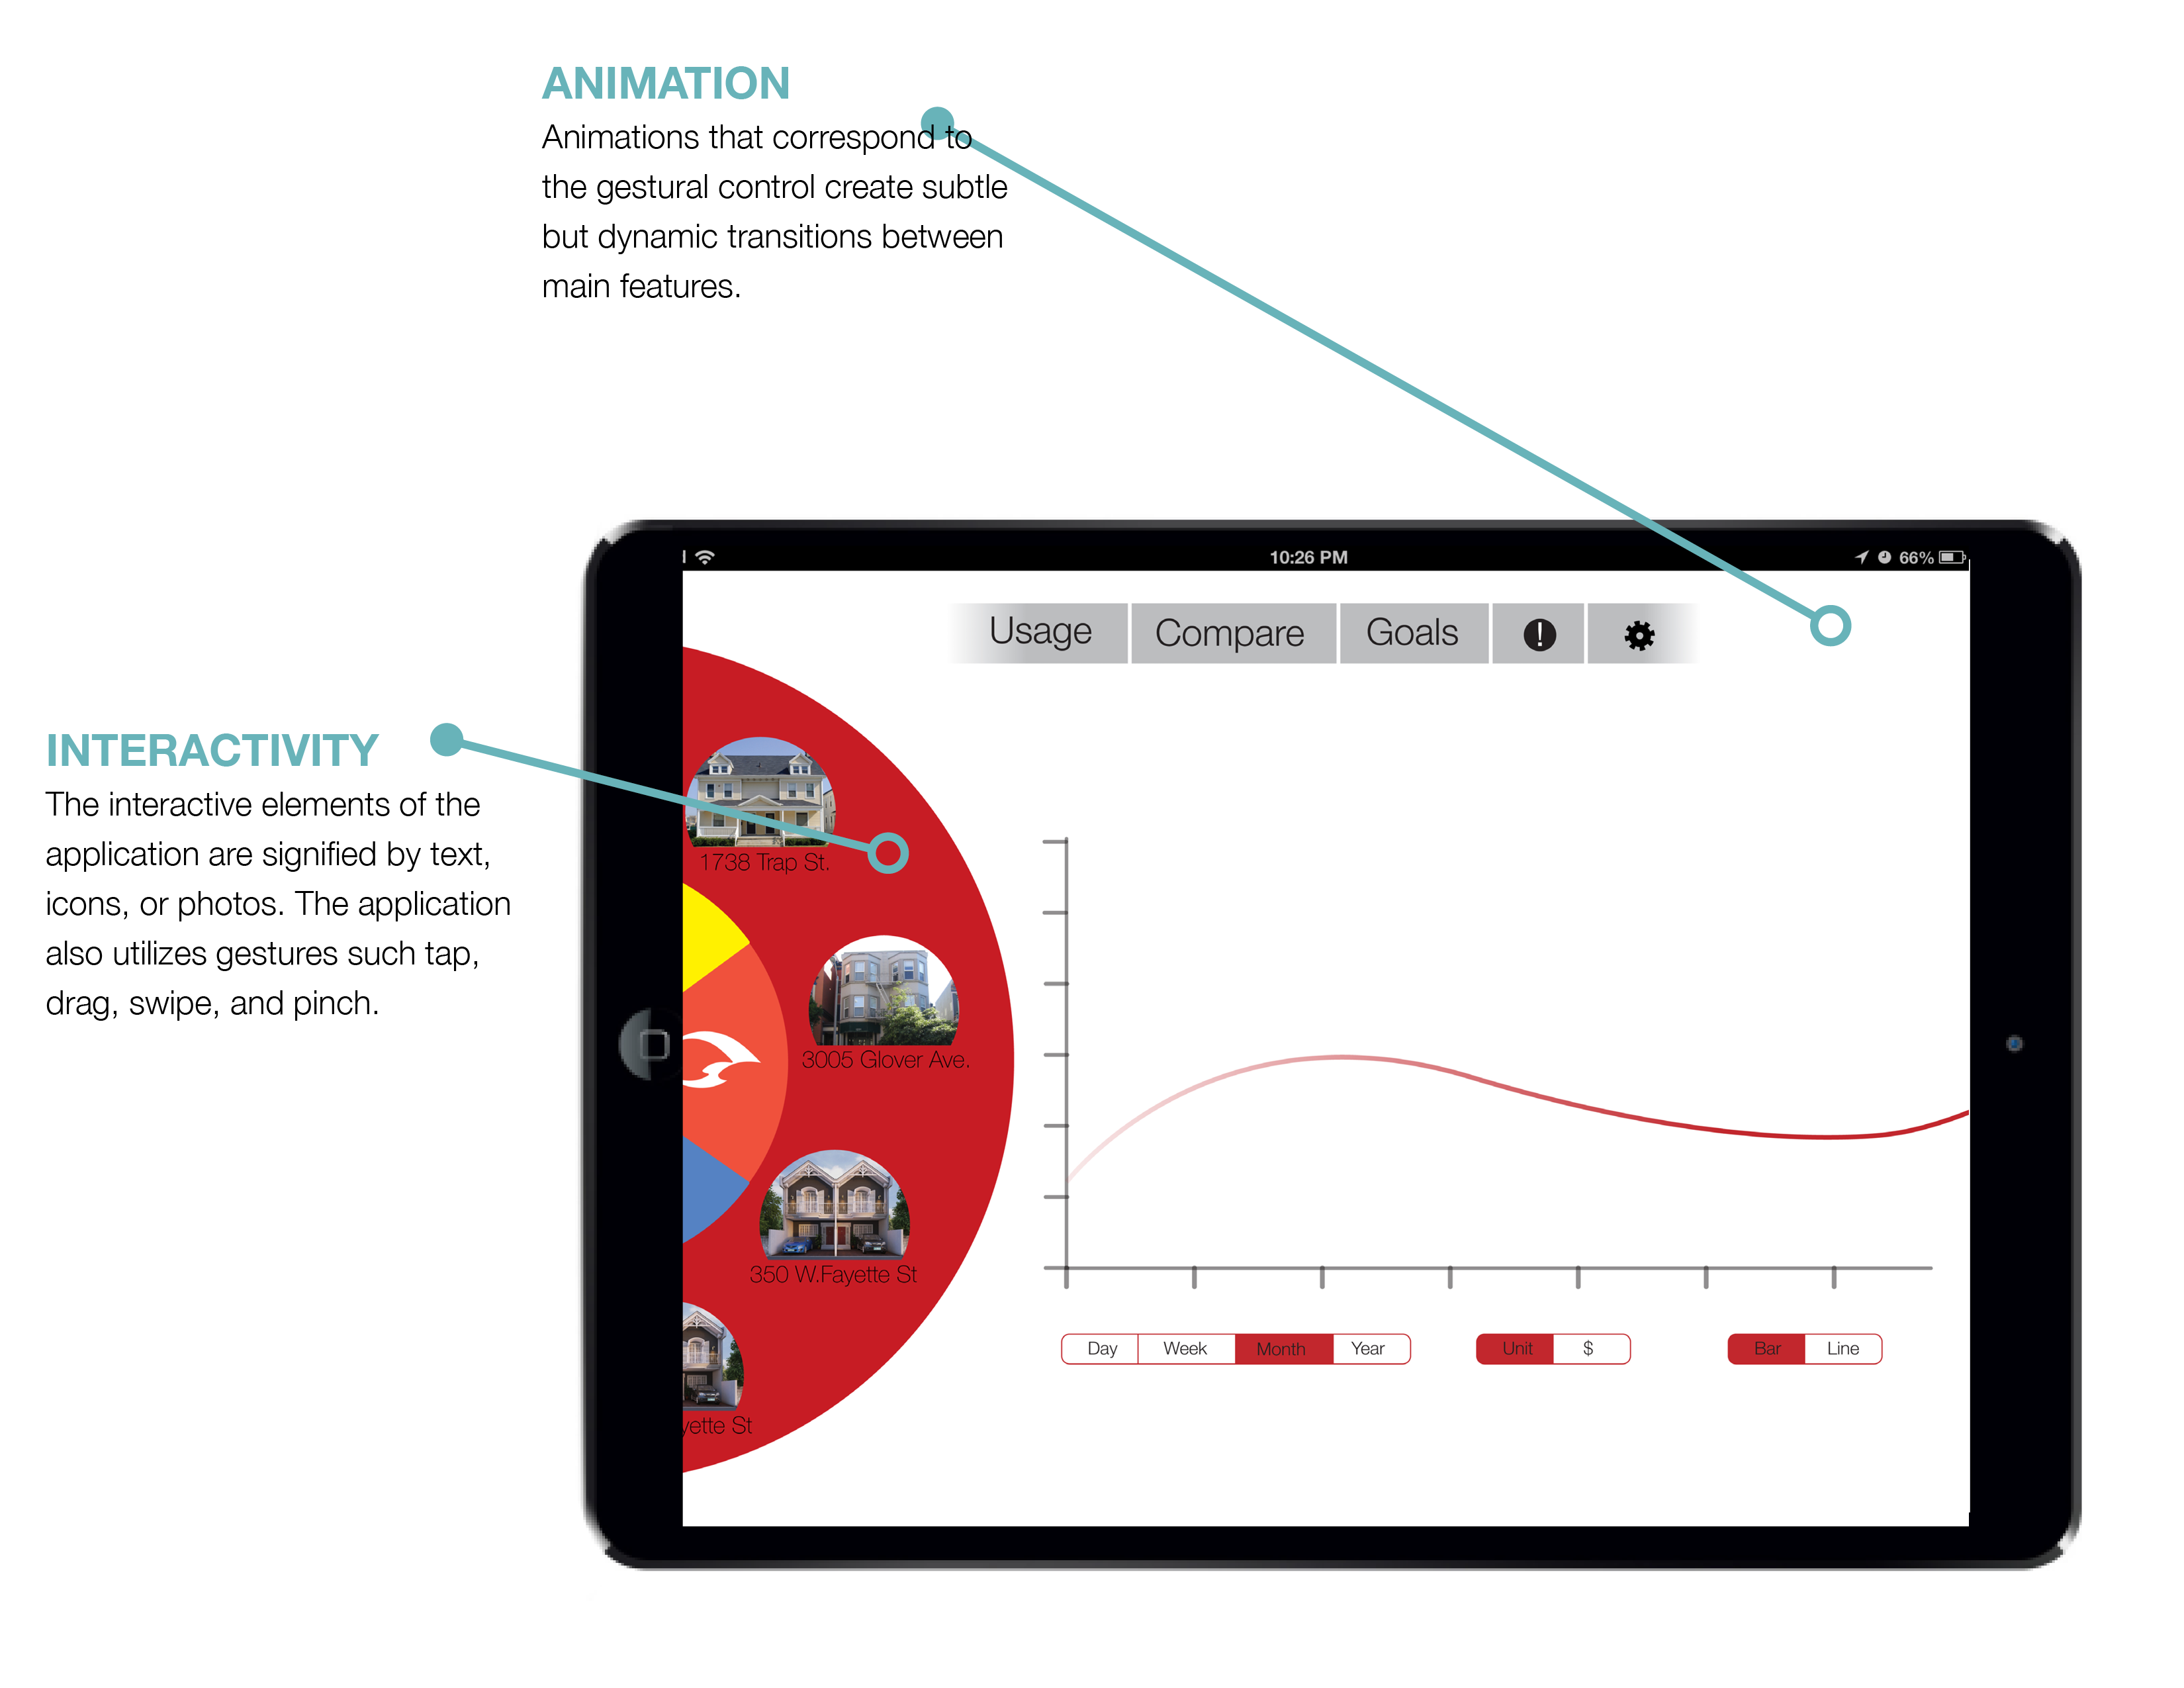 ANIMATION
Animations that correspond to
the gestural control create subtle
but dynamic transitions between
main features.
10:26 PM
66%
Usage Compare Goals !
INTERACTIVITY
The interactive elements of the
application are signified by text,
icons, or photos. The application
also utilizes gestures such tap,
drag, swipe, and pinch.
1738 Trap St.
3005 Glover Ave.
350 W.Fayette St
yette St
Day Week Month Year Unit $ Bar Line